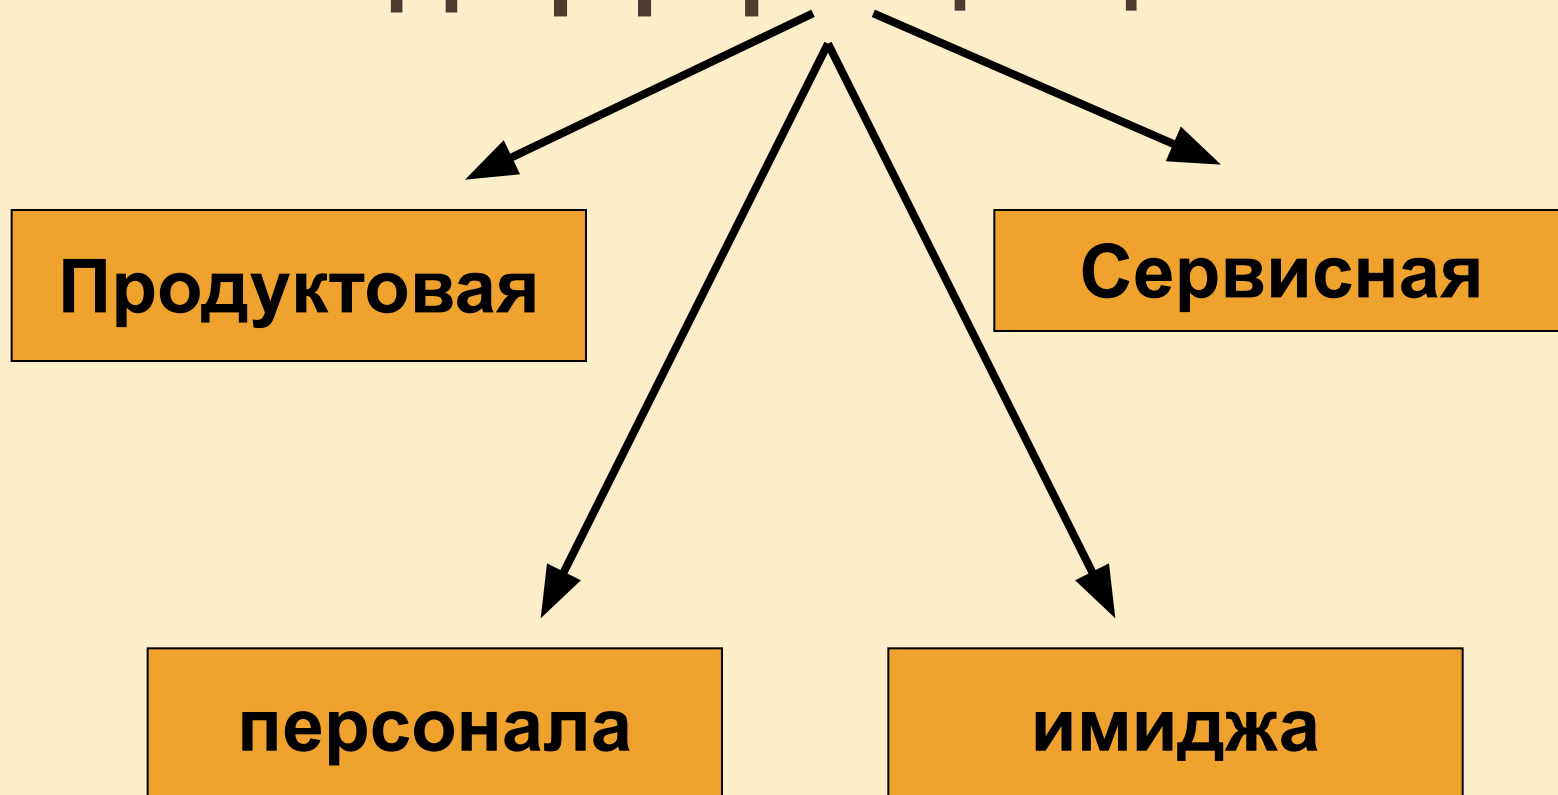 Продуктовая
Сервисная
персонала
имиджа